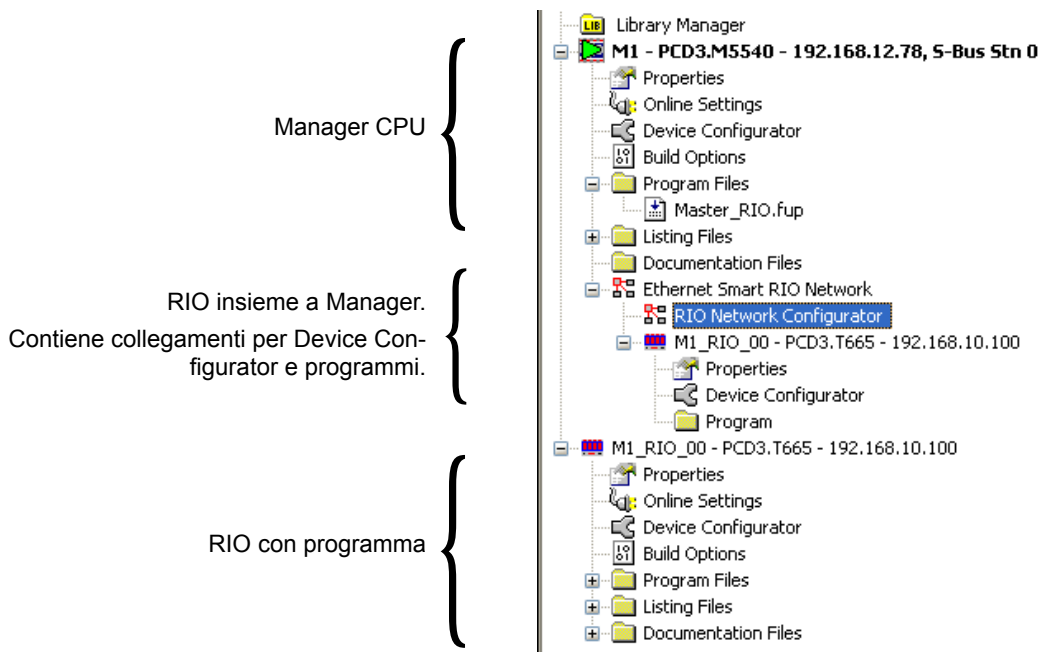 LIB Library Manager
M1 - PCD3.M5540 - 192.168.12.78, S-Bus Stn 0
Properties
Online Settings
Manager CPU
Device Configurator
Build Options
Program Files
Master_RIO.fup
Listing Files
Documentation Files
RIO insieme a Manager.
Contiene collegamenti per Device Con-
figurator e programmi.
Ethernet Smart RIO Network
RIO Network Configurator
M1_RIO_00 - PCD3.T665 - 192.168.10.100
Properties
Device Configurator
Program
M1_RIO_00 - PCD3.T665 - 192.168.10.100
Properties
Online Settings
Device Configurator
RIO con programma
Build Options
Program Files
Listing Files
Documentation Files